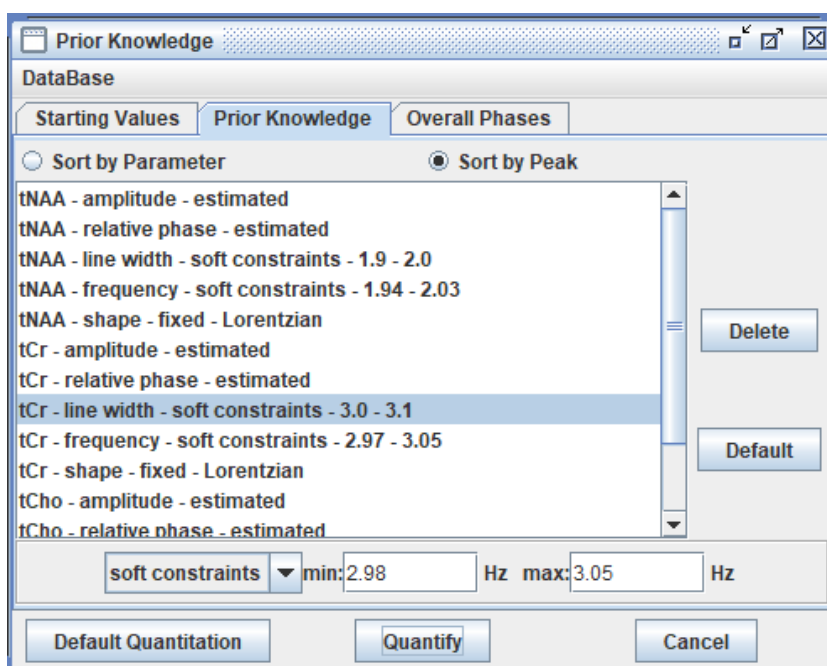 Prior Knowledge
DataBase
Starting Values Prior Knowledge Overall Phases
Sort by Parameter Sort by Peak
tNAA - amplitude - estimated
tNAA - relative phase - estimated
tNAA - line width - soft constraints - 1.9 - 2.0
tNAA - frequency - soft constraints - 1.94 - 2.03
tNAA - shape - fixed - Lorentzian
tCr - amplitude - estimated
tCr - relative phase - estimated
tCr - line width - soft constraints - 3.0 - 3.1
tCr - frequency - soft constraints - 2.97 - 3.05
tCr - shape - fixed - Lorentzian
tCho - amplitude - estimated
tCho - relative phase - estimated
Delete
Default
soft constraints min: 2.98 Hz max: 3.05 Hz
Default Quantitation Quantify Cancel